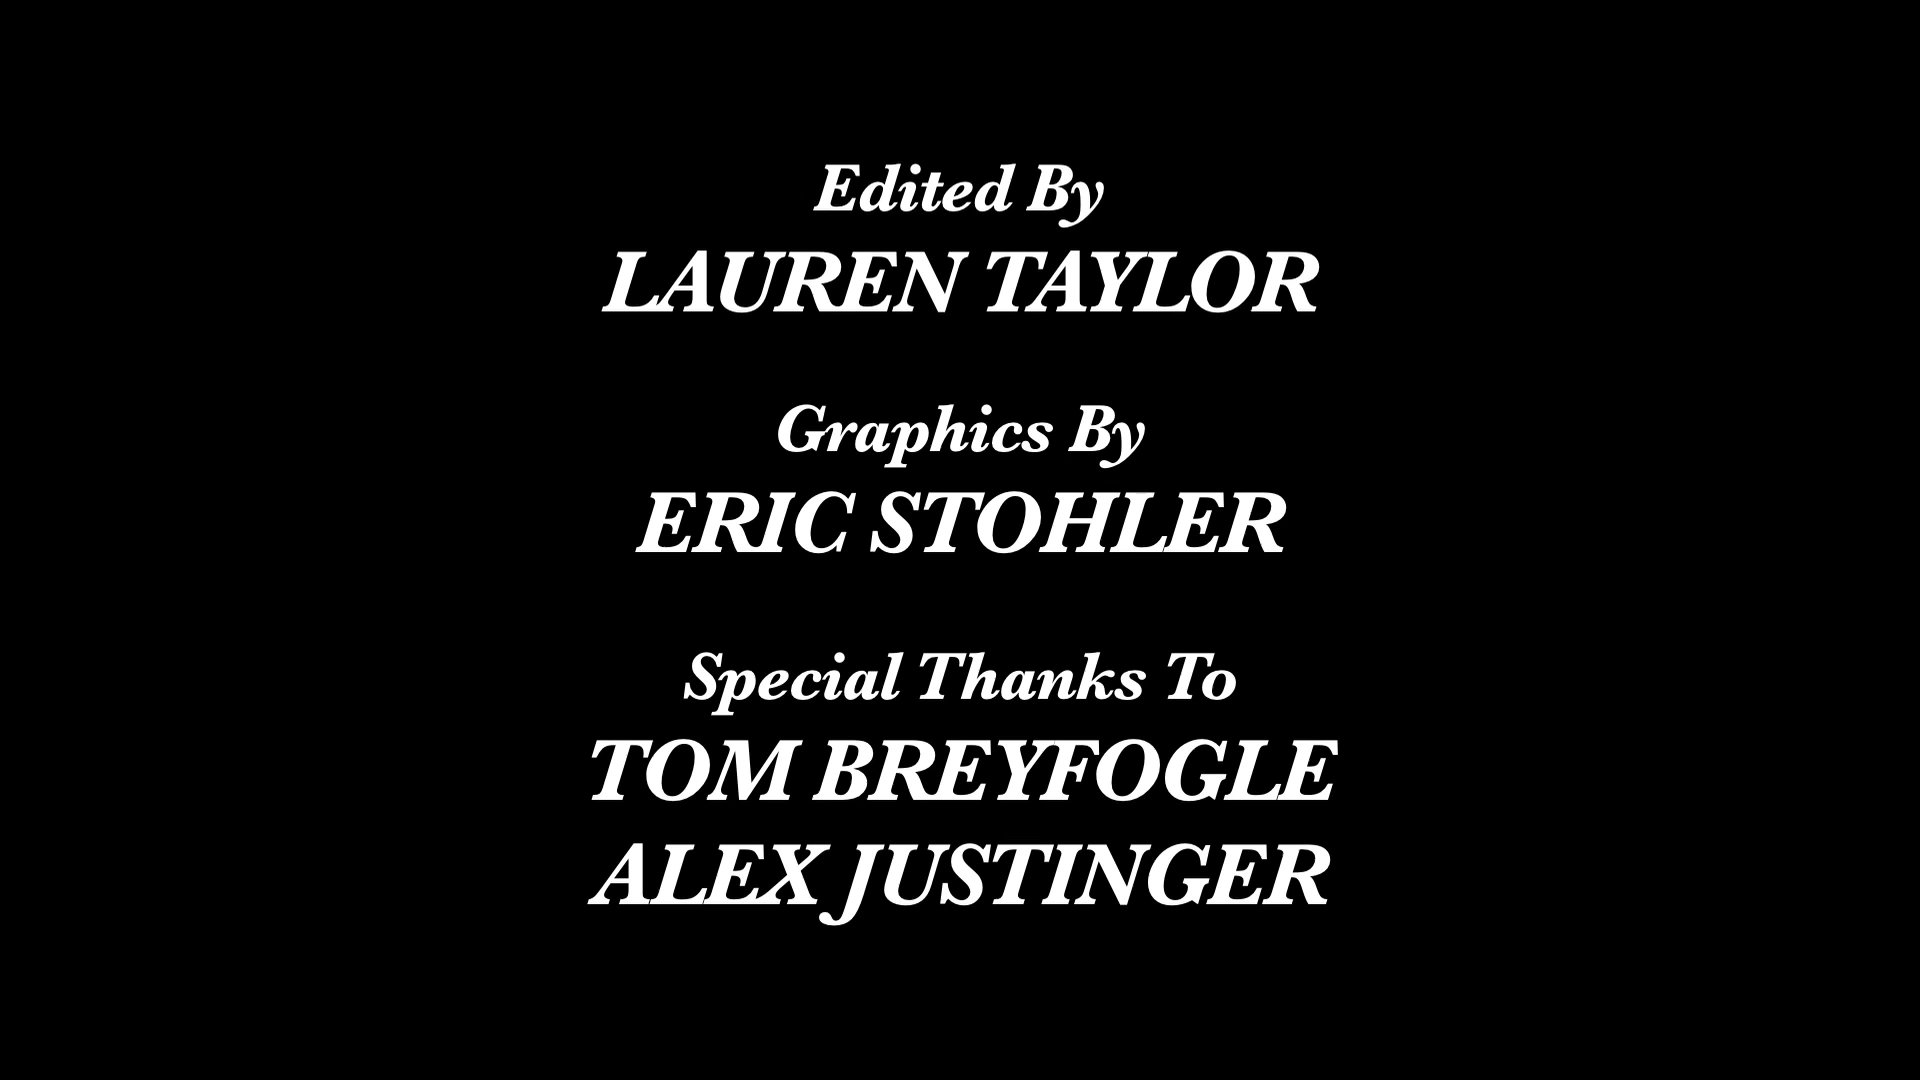 Edited By
LAUREN TAYLOR
Graphics By
ERIC STOHLER
Special Thanks To
TOM BREYFOGLE
ALEX JUSTINGER